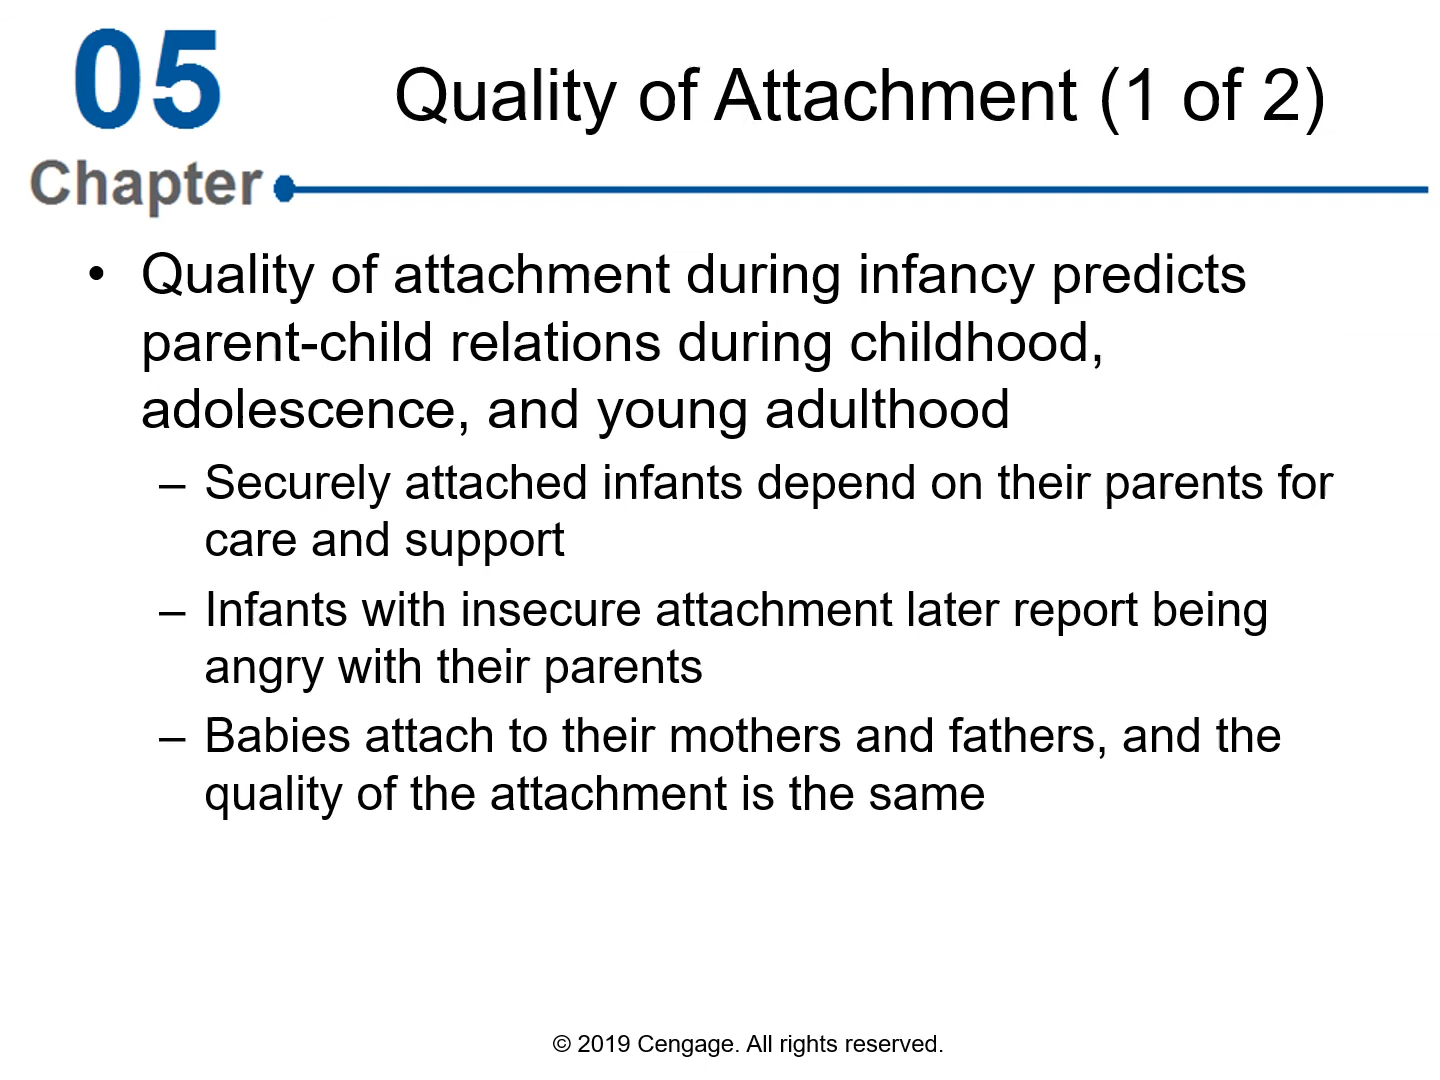 05
Chapter
Quality of Attachment (1 of 2)
• Quality of attachment during infancy predicts
parent-child relations during childhood,
adolescence, and young adulthood
– Securely attached infants depend on their parents for
care and support
– Infants with insecure attachment later report being
angry with their parents
– Babies attach to their mothers and fathers, and the
quality of the attachment is the same
© 2019 Cengage. All rights reserved.